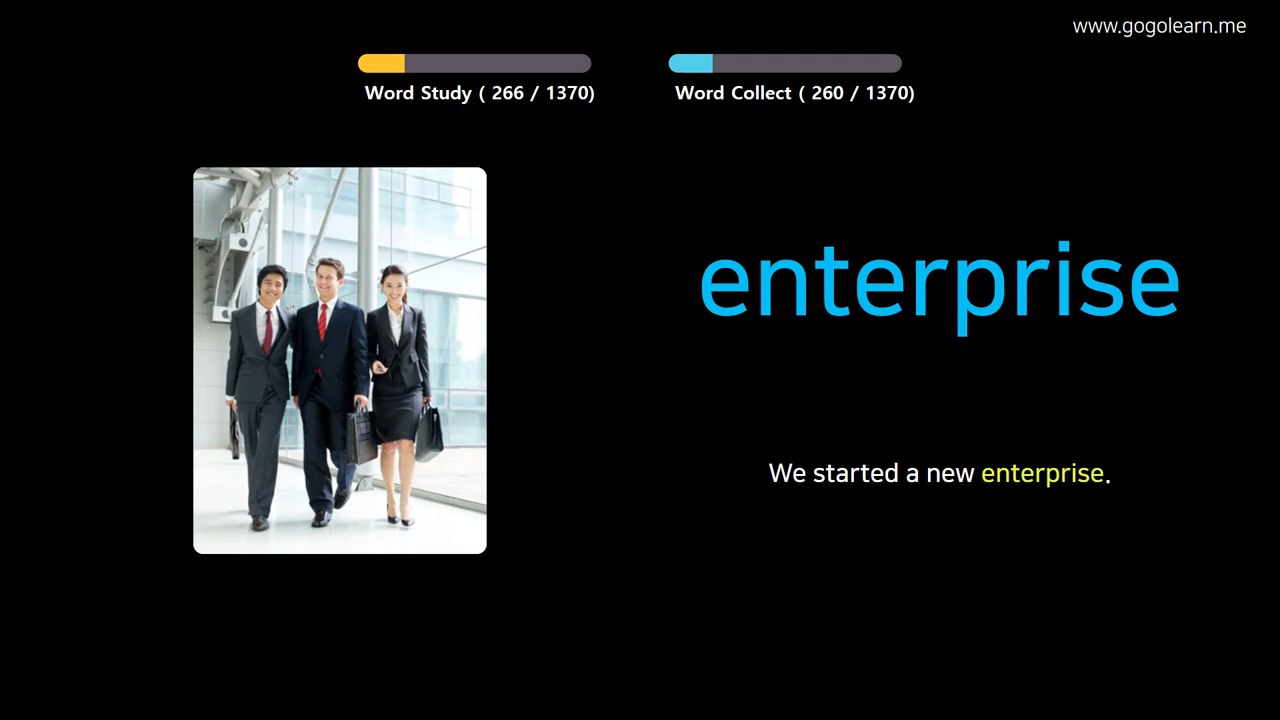 www.gogolearn.me
Word Study ( 266 / 1370)
Word Collect ( 260 / 1370)
enterprise
We started a new enterprise.